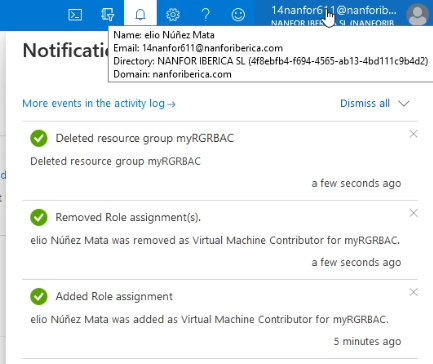 14nanfor611@nanforib...
NANFOR IBERICA SL (NANFORIB
Name: elio Núñez Mata
Email: 14nanfor611@nanforiberica.com
Directory: NANFOR IBERICA SL (4f8ebfb4-f694-4565-ab13-4bd111c9b4d2)
Domain: nanforiberica.com
Notificatio
More events in the activity log →
Dismiss all
Deleted resource group myRGRBAC
Deleted resource group myRGRBAC
a few seconds ago
Removed Role assignment(s).
elio Núñez Mata was removed as Virtual Machine Contributor for myRGRBAC.
a few seconds ago
Added Role assignment
elio Núñez Mata was added as Virtual Machine Contributor for myRGRBAC.
5 minutes ago